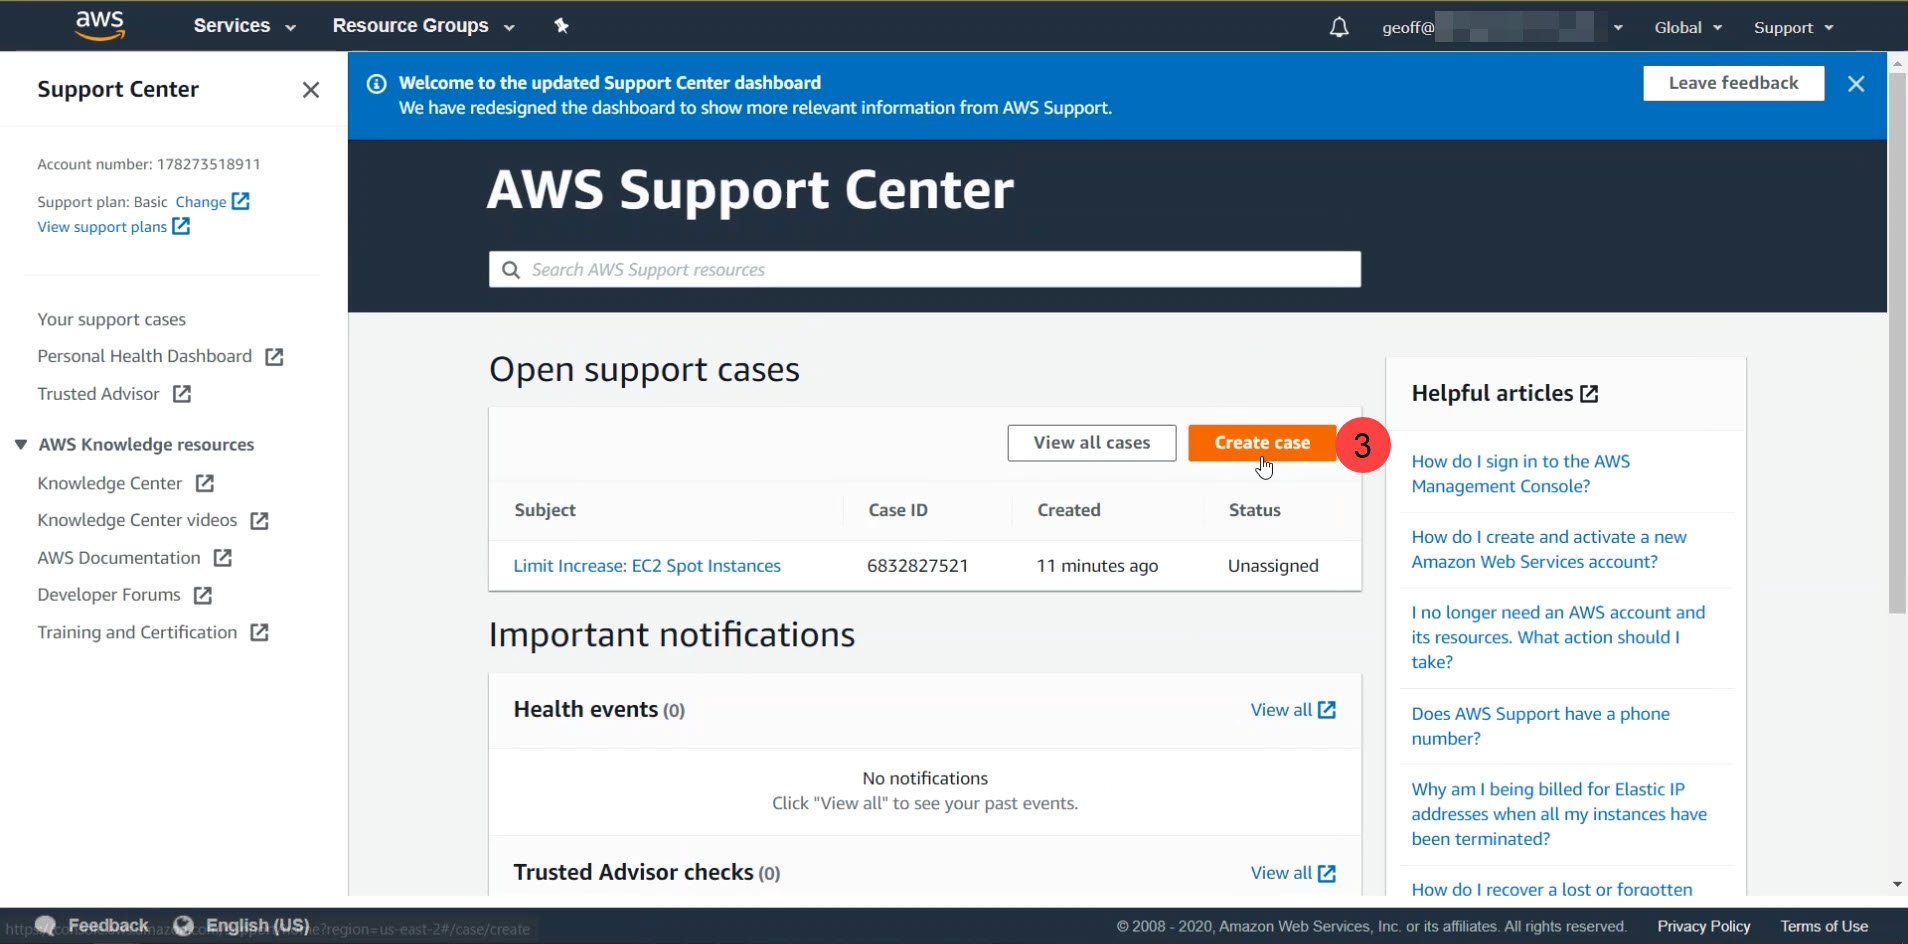 aws
Services
Resource Groups
geoff@
Global
Support
Support Center
Account number: 178273518911
Support plan: Basic Change
View support plans
Your support cases
Personal Health Dashboard
Trusted Advisor
AWS Knowledge resources
Knowledge Center
Knowledge Center videos
AWS Documentation
Developer Forums
Training and Certification
Welcome to the updated Support Center dashboard
We have redesigned the dashboard to show more relevant information from AWS Support.
Leave feedback
AWS Support Center
Search AWS Support resources
Open support cases
View all cases
Create case
3
Subject Case ID Created Status
Limit Increase: EC2 Spot Instances 6832827521 11 minutes ago Unassigned
Important notifications
Health events (0)
View all
No notifications
Click "View all" to see your past events.
Trusted Advisor checks (0)
View all
Helpful articles
How do I sign in to the AWS
Management Console?
How do I create and activate a new
Amazon Web Services account?
I no longer need an AWS account and
its resources. What action should I
take?
Does AWS Support have a phone
number?
Why am I being billed for Elastic IP
addresses when all my instances have
been terminated?
How do I recover a lost or forgotten
Feedback
English (US)
?region=us-east-2#/case/create
© 2008 - 2020, Amazon Web Services, Inc. or its affiliates. All rights reserved.
Privacy Policy
Terms of Use